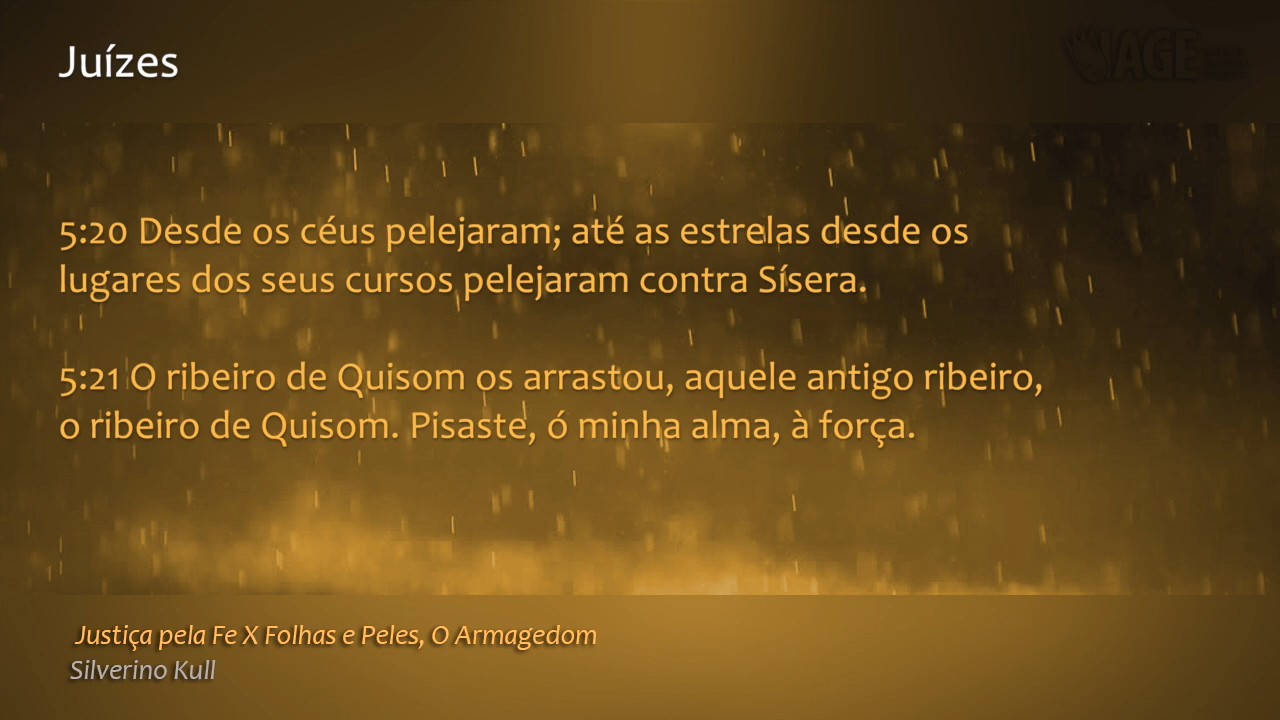 Juízes
IAGE
5:20 Desde os céus pelejaram; até as estrelas desde os
lugares dos seus cursos pelejaram contra Sísera.
5:21 O ribeiro de Quisom os arrastou, aquele antigo ribeiro,
o ribeiro de Quisom. Pisaste, ó minha alma, à força.
Justiça pela Fe X Folhas e Peles, O Armagedom
Silverino Kull